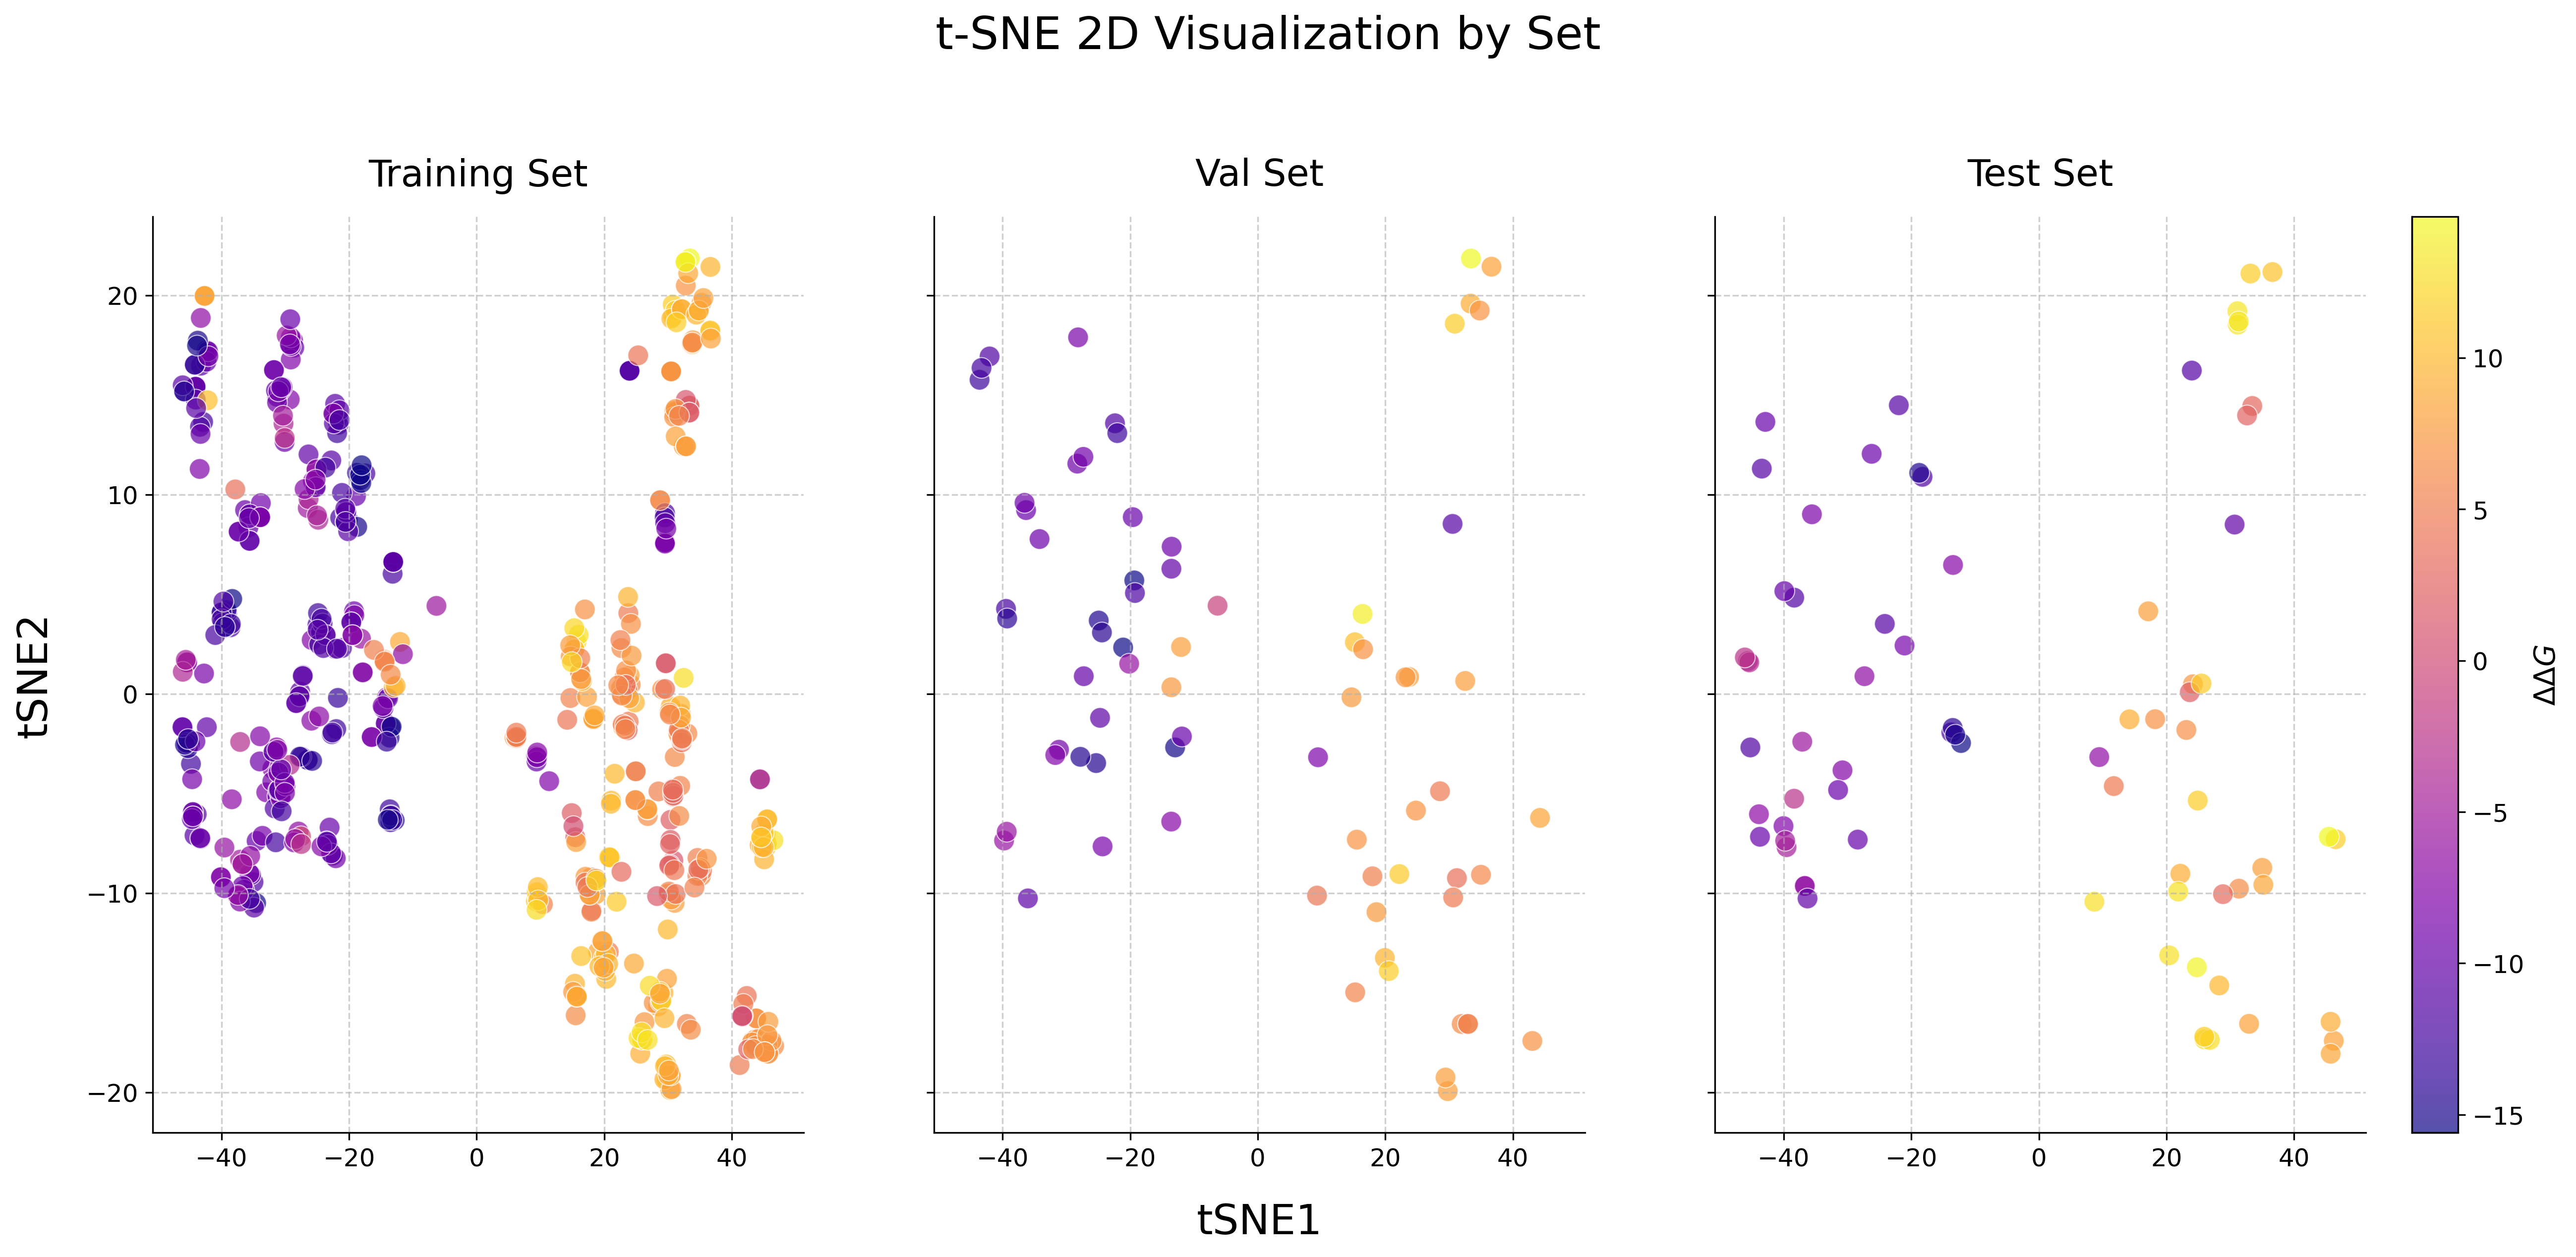 t-SNE 2D Visualization by Set
Training Set
Val Set
Test Set
20
10
0
−10
−20
tSNE2
−40 −20 0 20 40
−40 −20 0 20 40
−40 −20 0 20 40
tSNE1
10
5
0
−5
−10
−15
ΔΔG